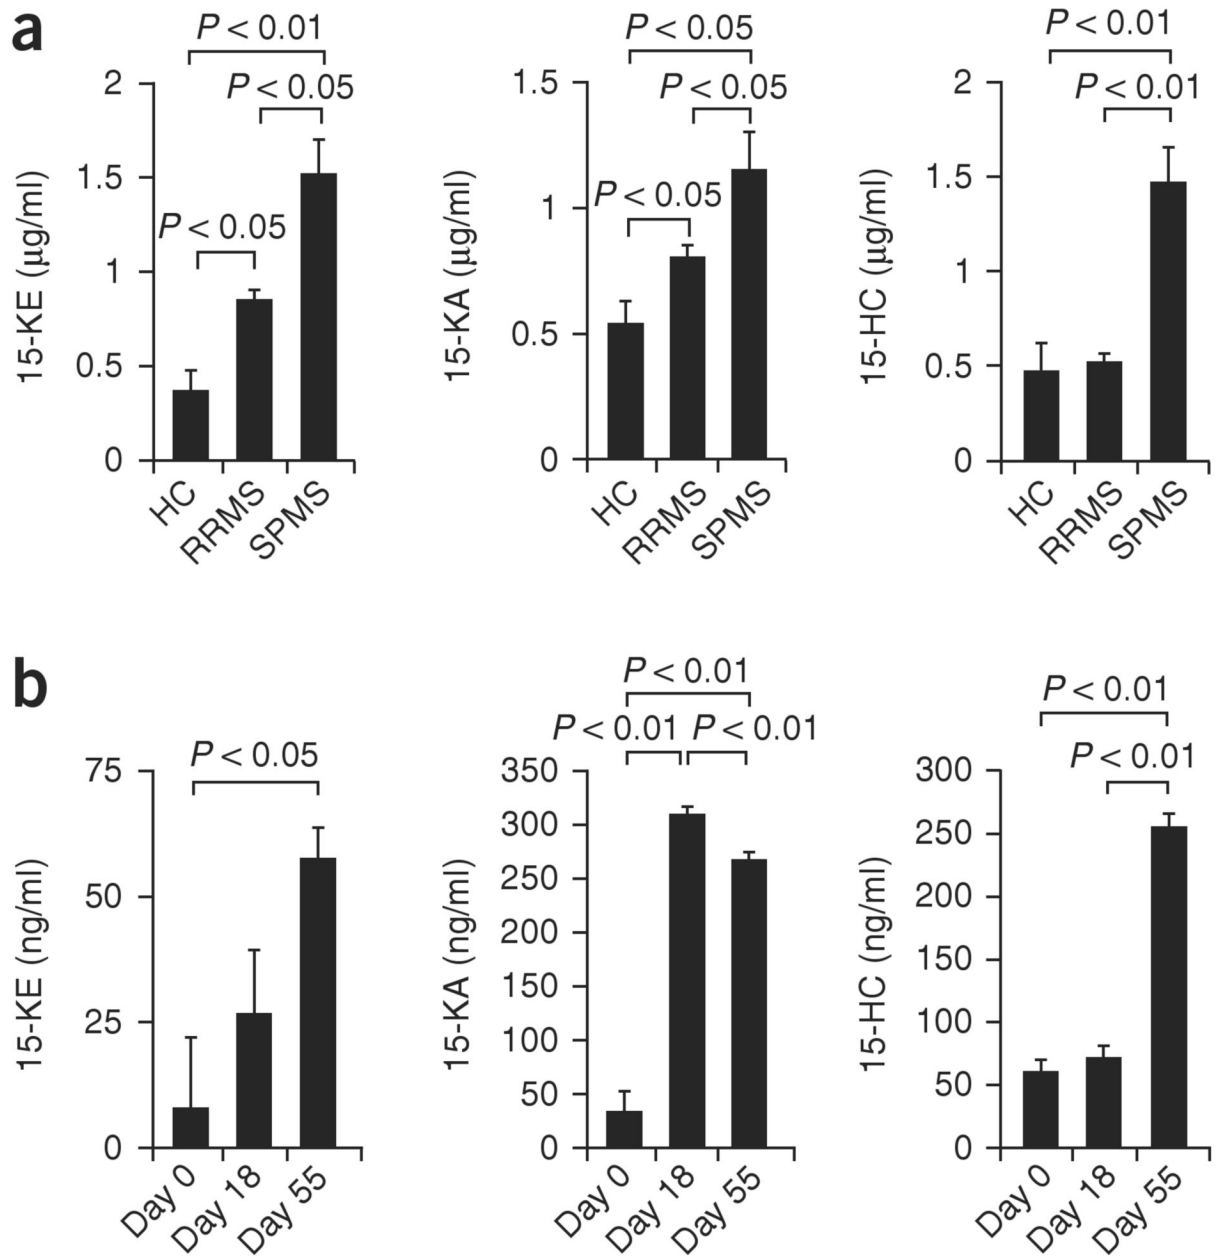 a
P < 0.01
P < 0.05
P < 0.05
2
1.5
1
0.5
0
15-KE (μg/ml)
HC
RRMS
SPMS
P < 0.05
P < 0.05
P < 0.05
1.5
1
0.5
0
15-KA (μg/ml)
HC
RRMS
SPMS
P < 0.01
P < 0.01
2
1.5
1
0.5
0
15-HC (μg/ml)
HC
RRMS
SPMS
b
P < 0.05
75
50
25
0
15-KE (ng/ml)
Day 0
Day 18
Day 55
P < 0.01
P < 0.01 P < 0.01
350
300
250
200
150
100
50
0
15-KA (ng/ml)
Day 0
Day 18
Day 55
P < 0.01
P < 0.01
300
250
200
150
100
50
0
15-HC (ng/ml)
Day 0
Day 18
Day 55